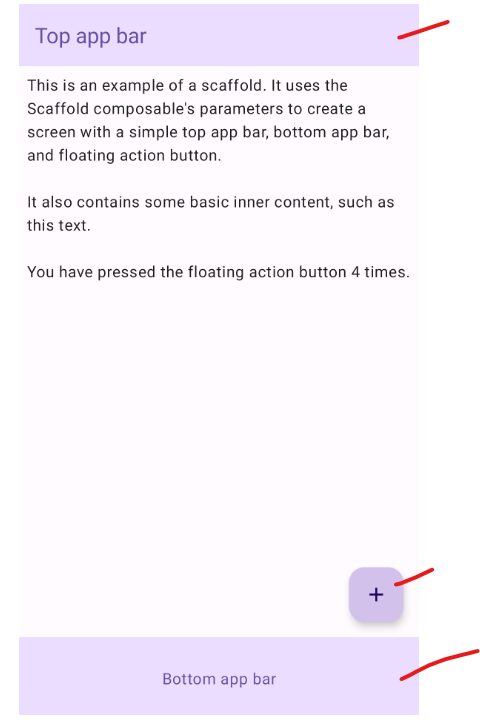 Top app bar
This is an example of a scaffold. It uses the
Scaffold composable's parameters to create a
screen with a simple top app bar, bottom app bar,
and floating action button.
It also contains some basic inner content, such as
this text.
You have pressed the floating action button 4 times.
+
Bottom app bar